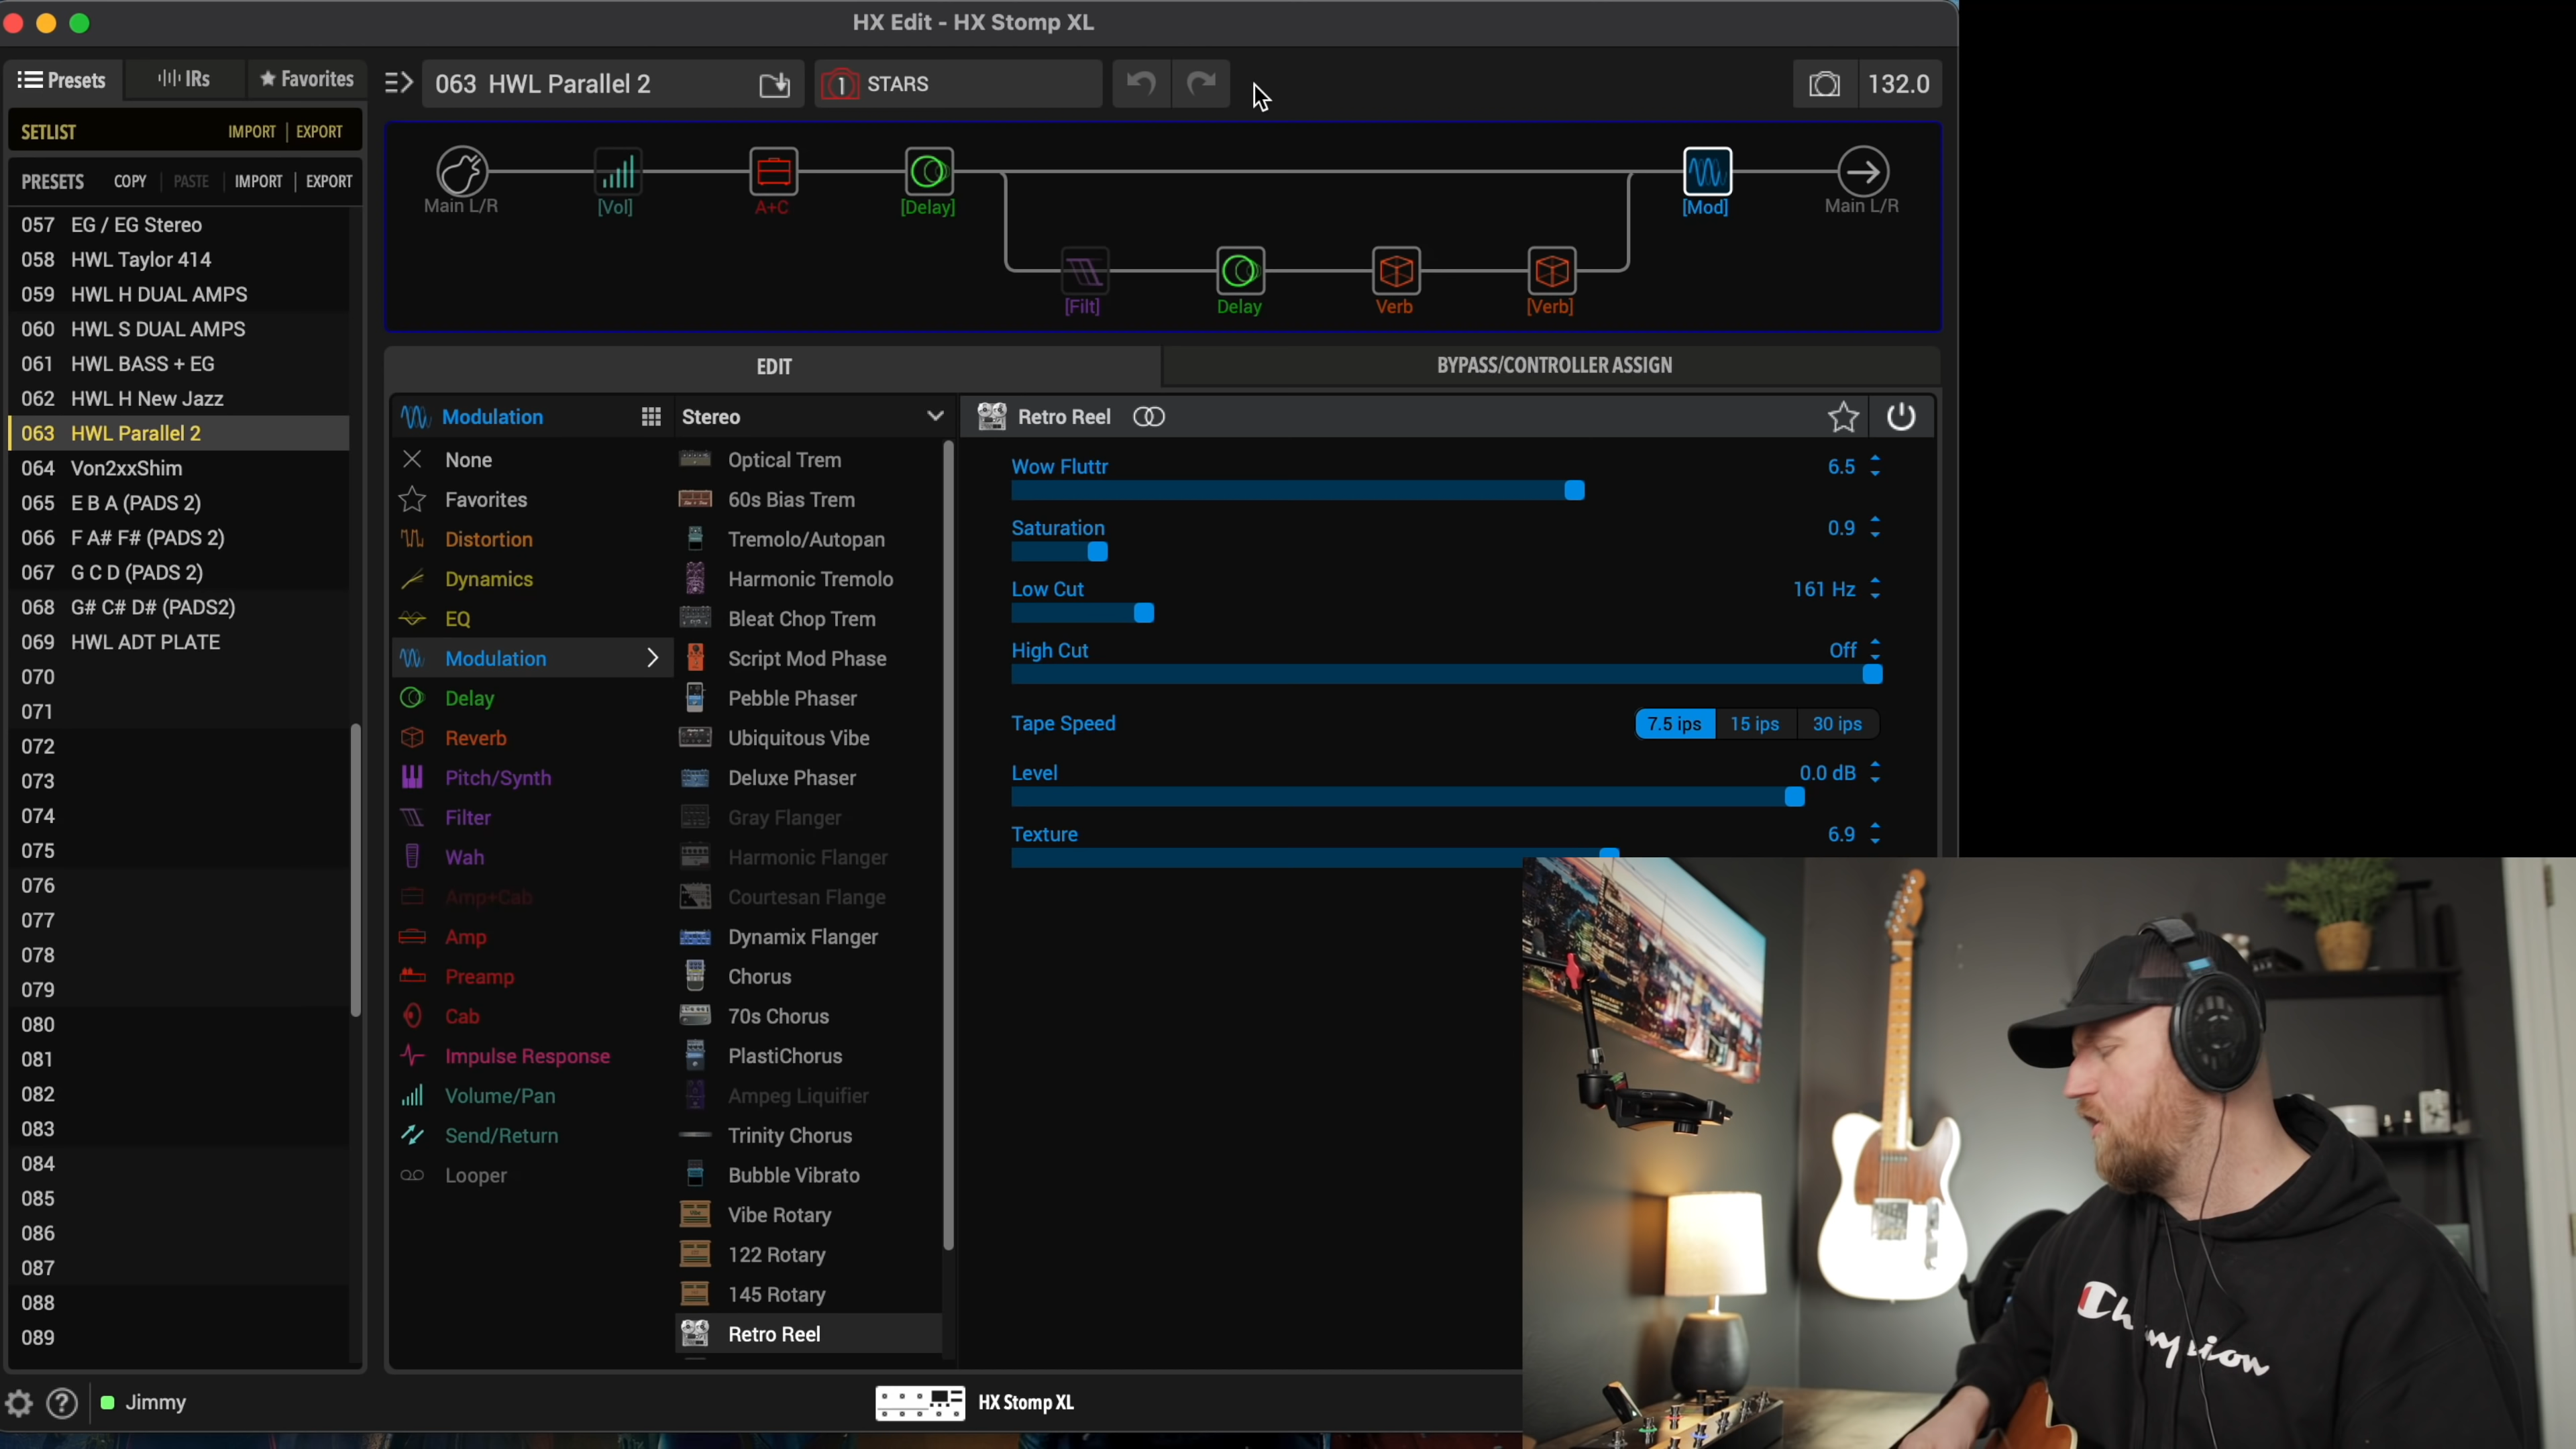 HX Edit - HX Stomp XL
Presets
IRs
Favorites
063 HWL Parallel 2
1 STARS
132.0
SETLIST IMPORT | EXPORT
PRESETS COPY | PASTE | IMPORT | EXPORT
057 EG / EG Stereo
058 HWL Taylor 414
059 HWL H DUAL AMPS
060 HWL S DUAL AMPS
061 HWL BASS + EG
062 HWL H New Jazz
063 HWL Parallel 2
064 Von2xxShim
065 E B A (PADS 2)
066 F A# F# (PADS 2)
067 G C D (PADS 2)
068 G# C# D# (PADS2)
069 HWL ADT PLATE
070
071
072
073
074
075
076
077
078
079
080
081
082
083
084
085
086
087
088
089
Main L/R
[Vol]
A+C
[Delay]
[Mod]
Main L/R
[Filt]
Delay
Verb
[Verb]
EDIT
BYPASS/CONTROLLER ASSIGN
Modulation
Stereo
None
Favorites
Distortion
Dynamics
EQ
Modulation
Delay
Reverb
Pitch/Synth
Filter
Wah
Amp+Cab
Amp
Preamp
Cab
Impulse Response
Volume/Pan
Send/Return
Looper
Optical Trem
60s Bias Trem
Tremolo/Autopan
Harmonic Tremolo
Bleat Chop Trem
Script Mod Phase
Pebble Phaser
Ubiquitous Vibe
Deluxe Phaser
Gray Flanger
Harmonic Flanger
Courtesan Flange
Dynamix Flanger
Chorus
70s Chorus
PlastiChorus
Ampeg Liquifier
Trinity Chorus
Bubble Vibrato
Vibe Rotary
122 Rotary
145 Rotary
Retro Reel
Retro Reel
Wow Fluttr 6.5
Saturation 0.9
Low Cut 161 Hz
High Cut Off
Tape Speed 7.5 ips 15 ips 30 ips
Level 0.0 dB
Texture 6.9
Champion
Jimmy
HX Stomp XL